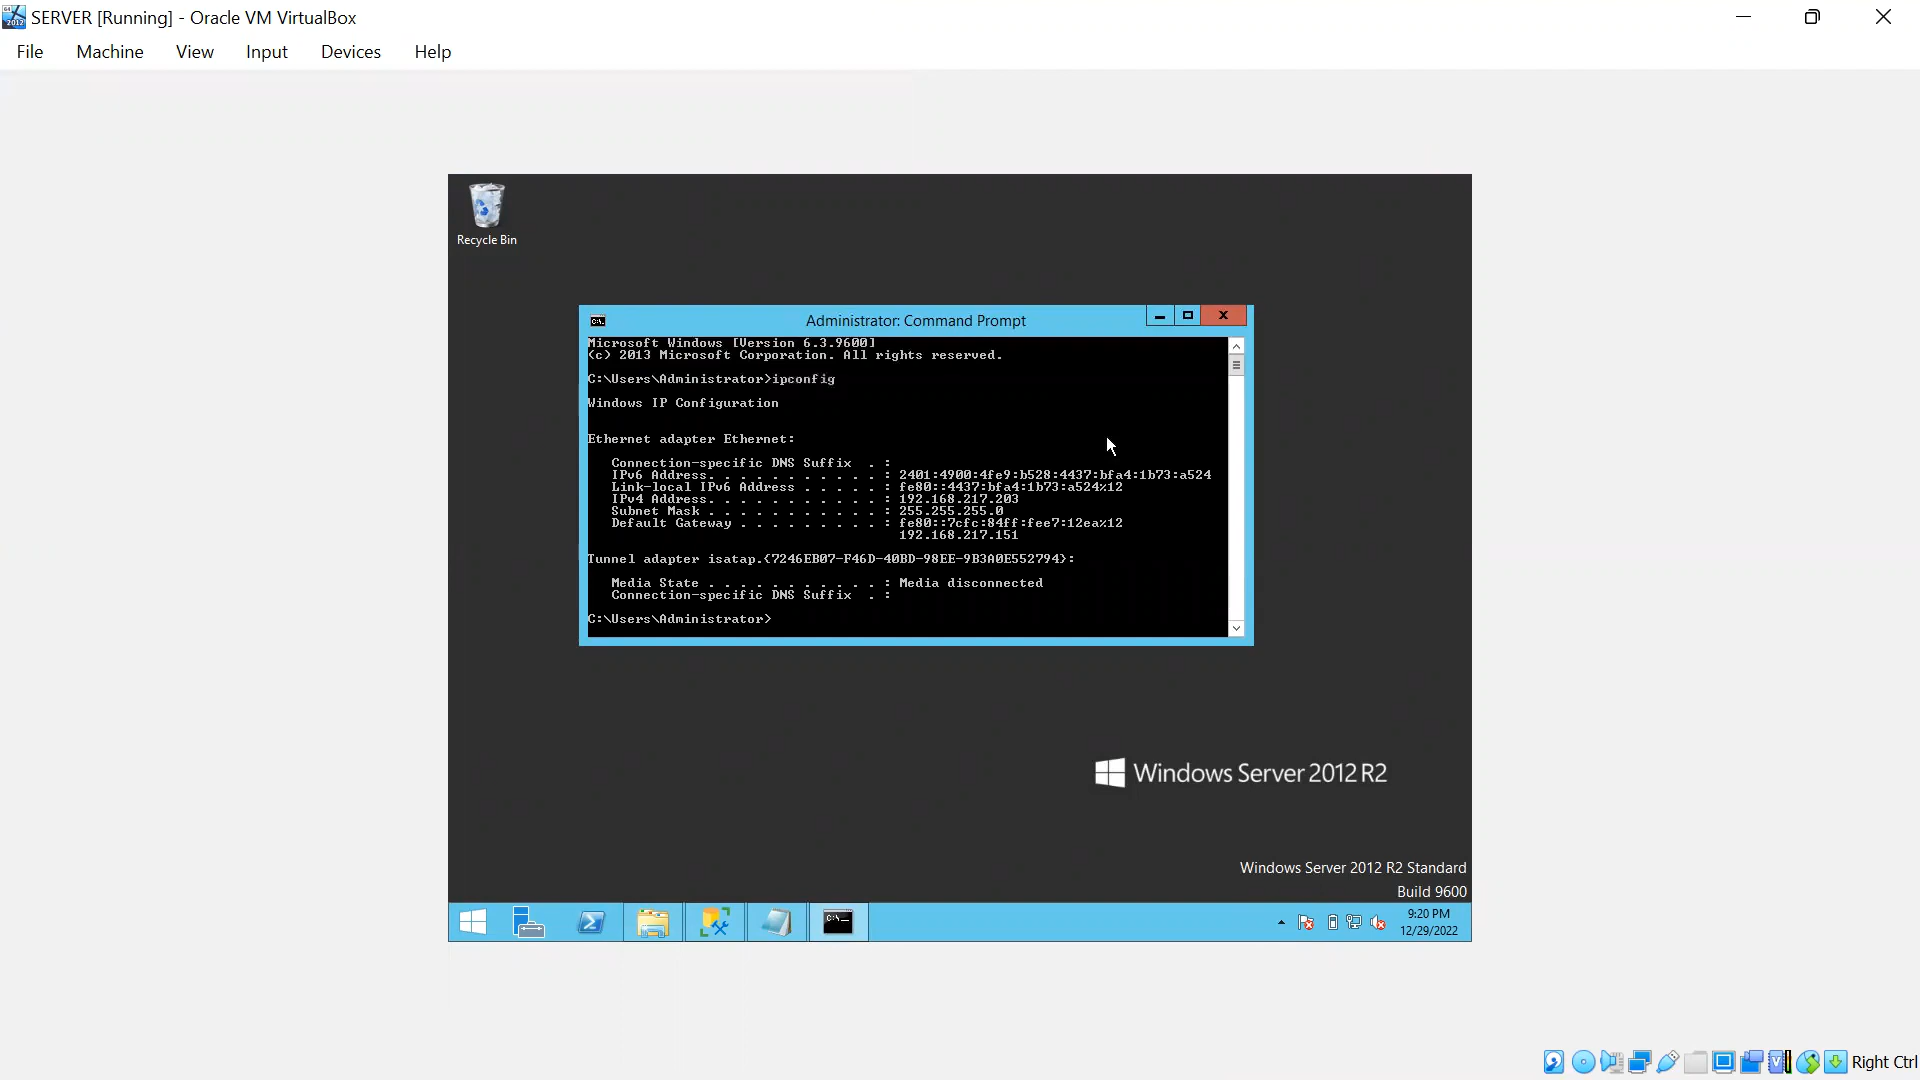 SERVER [Running] - Oracle VM VirtualBox
File Machine View Input Devices Help
Recycle Bin
Administrator: Command Prompt
Microsoft Windows [Version 6.3.9600]
(c) 2013 Microsoft Corporation. All rights reserved.
C:\Users\Administrator>ipconfig
Windows IP Configuration
Ethernet adapter Ethernet:
Connection-specific DNS Suffix . :
IPv6 Address. . . . . . . . . . . : 2401:4900:4fe9:b528:4437:bfa4:1b73:a524
Link-local IPv6 Address . . . . . : fe80::4437:bfa4:1b73:a524%12
IPv4 Address. . . . . . . . . . . : 192.168.217.203
Subnet Mask . . . . . . . . . . . : 255.255.255.0
Default Gateway . . . . . . . . . : fe80::7cfc:84ff:fee7:12ea%12
192.168.217.151
Tunnel adapter isatap.{7246EB07-F46D-40BD-98EE-9B3A0E552794}:
Media State . . . . . . . . . . . : Media disconnected
Connection-specific DNS Suffix . :
C:\Users\Administrator>
Windows Server 2012 R2
Windows Server 2012 R2 Standard
Build 9600
9:20 PM
12/29/2022
Right Ctrl